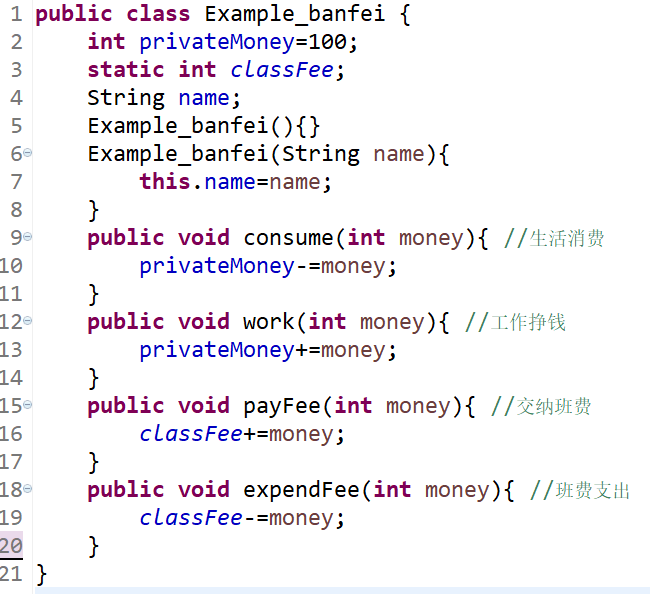 1 public class Example_banfei {
2     int privateMoney=100;
3     static int classFee;
4     String name;
5     Example_banfei(){}
6     Example_banfei(String name){
7         this.name=name;
8     }
9     public void consume(int money){ //生活消费
10         privateMoney-=money;
11     }
12     public void work(int money){ //工作挣钱
13         privateMoney+=money;
14     }
15     public void payFee(int money){ //交纳班费
16         classFee+=money;
17     }
18     public void expendFee(int money){ //班费支出
19         classFee-=money;
20     }
21 }